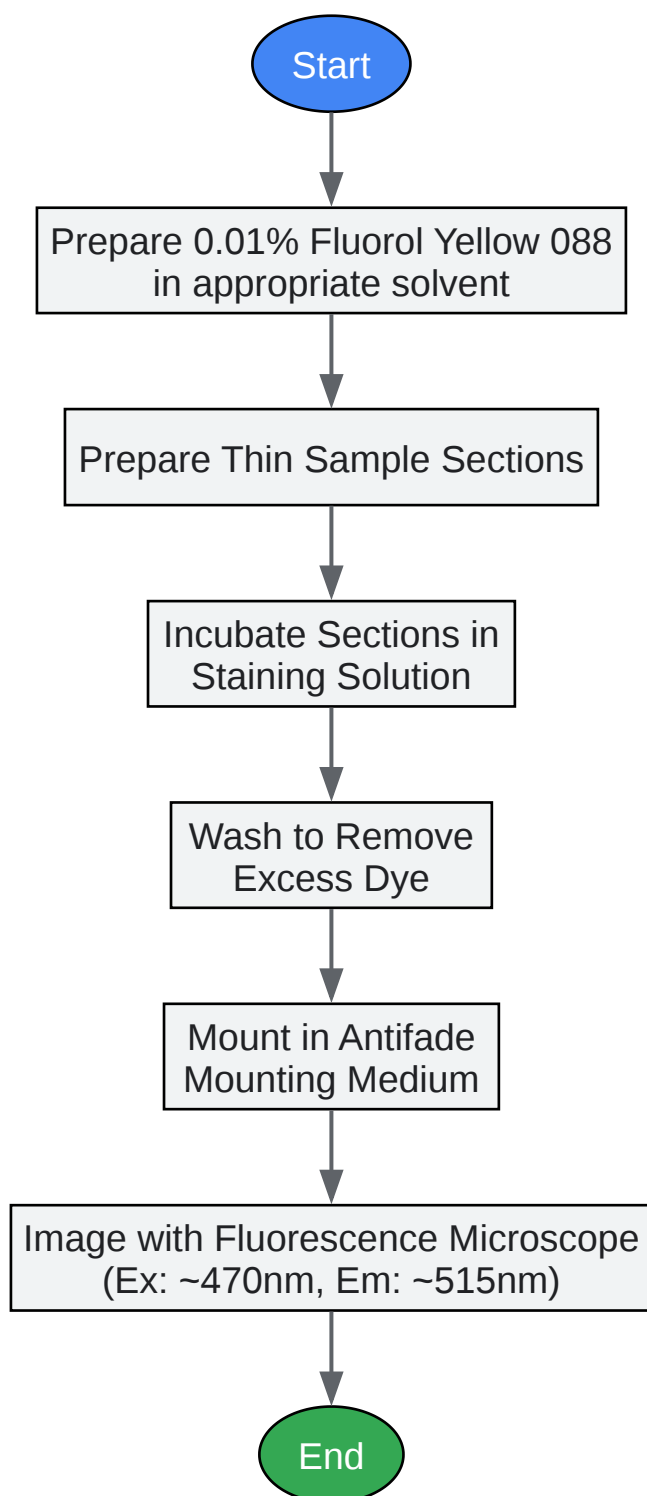 Start
Prepare 0.01% Fluorol Yellow 088
in appropriate solvent
Prepare Thin Sample Sections
Incubate Sections in
Staining Solution
Wash to Remove
Excess Dye
Mount in Antifade
Mounting Medium
Image with Fluorescence Microscope
(Ex: ~470nm, Em: ~515nm)
End